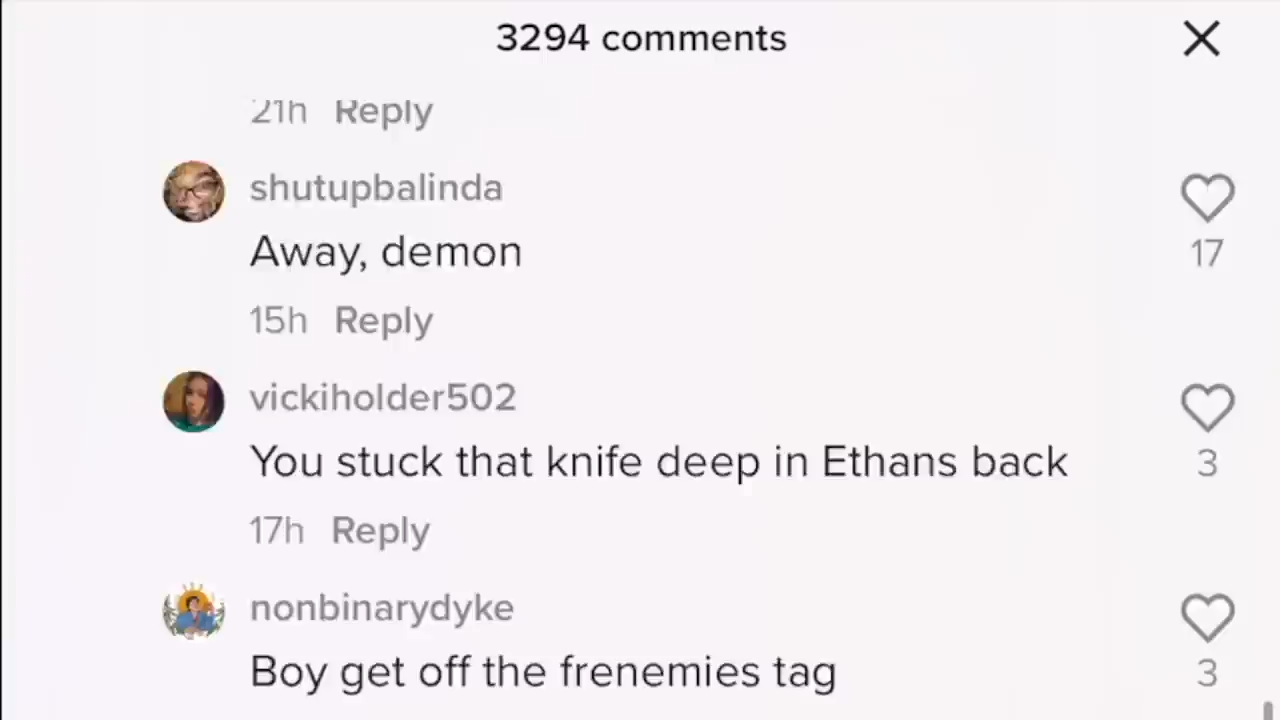 3294 comments
21h Reply
shutupbalinda
Away, demon
17
15h Reply
vickiholder502
You stuck that knife deep in Ethans back
3
17h Reply
nonbinarydyke
Boy get off the frenemies tag
3